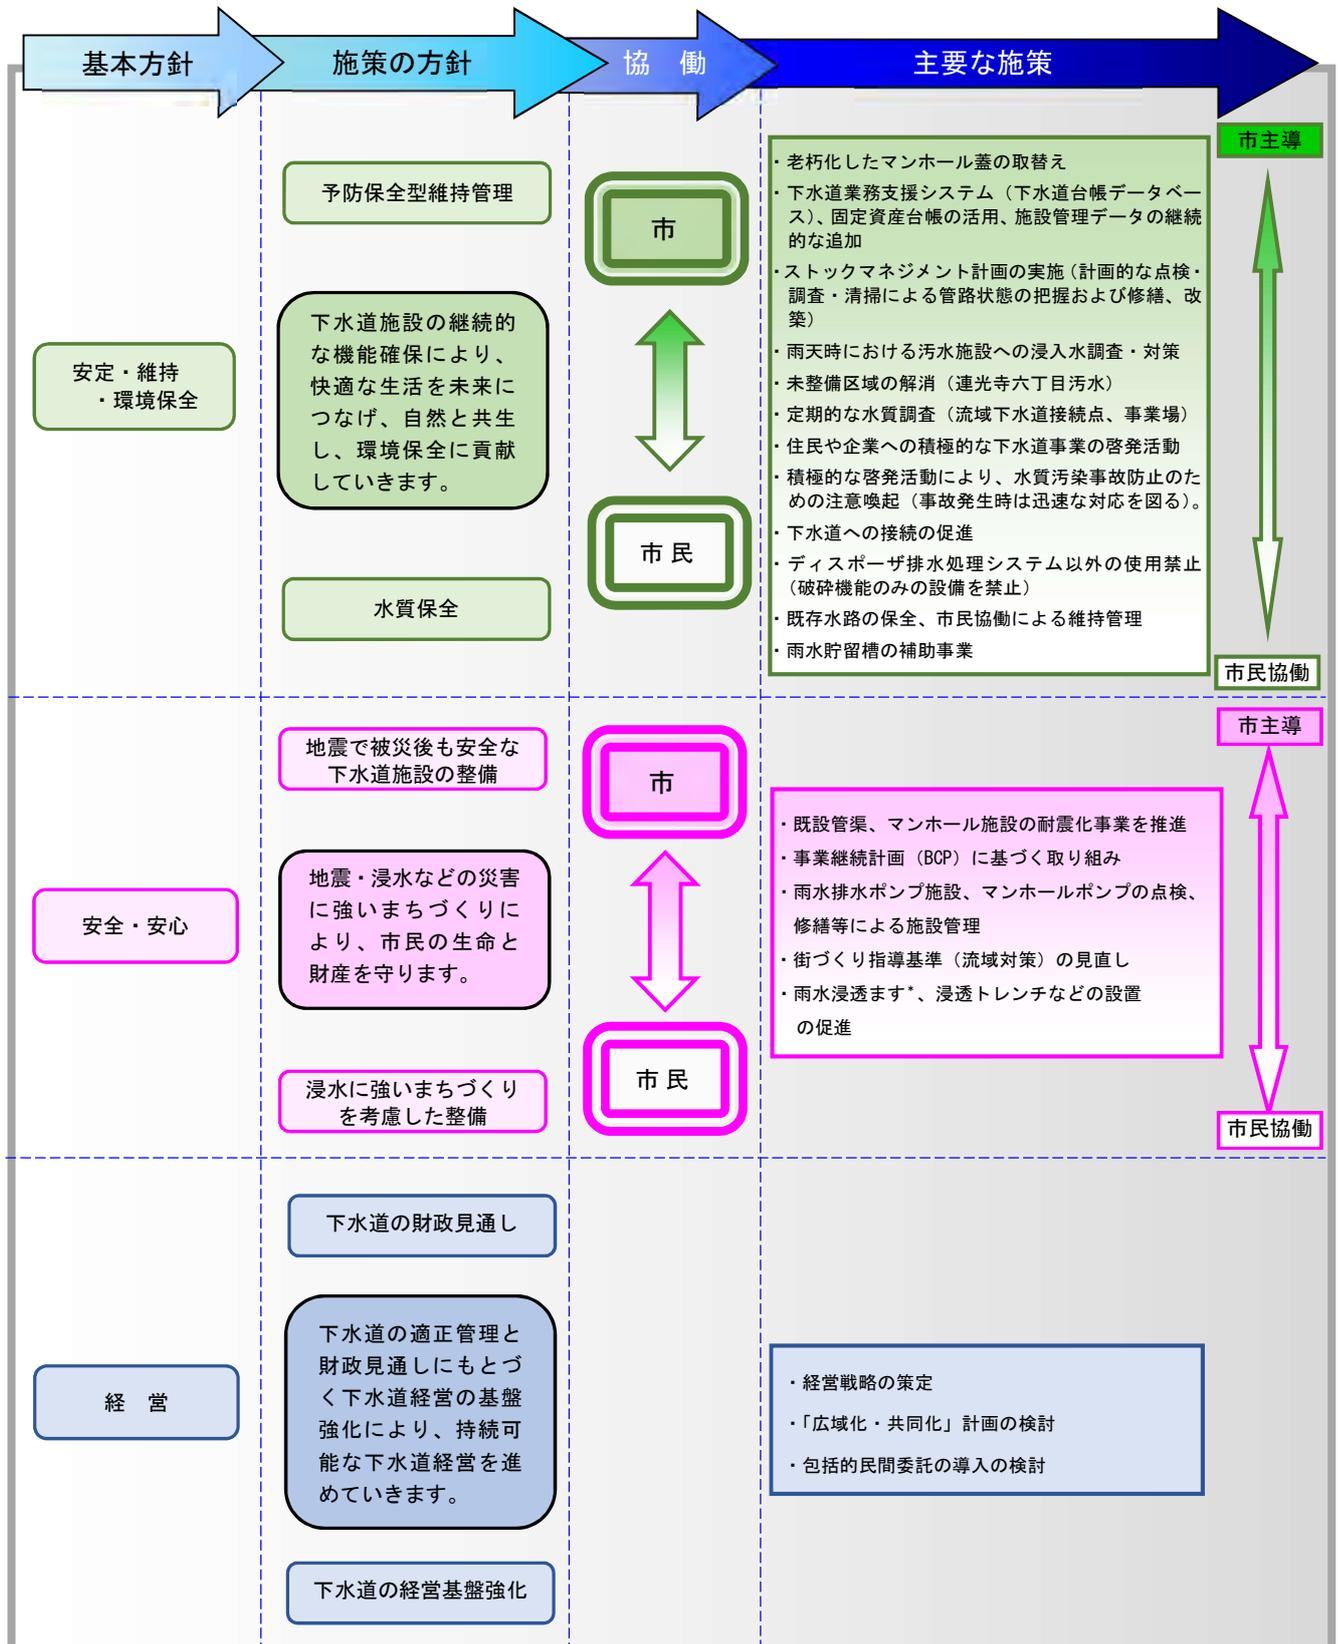 基本方針
施策の方針
協　働
主要な施策
安定・維持
・環境保全
予防保全型維持管理
下水道施設の継続的
な機能確保により、
快適な生活を未来に
つなげ、自然と共生
し、環境保全に貢献
していきます。
水質保全
市
市 民
・老朽化したマンホール蓋の取替え
・下水道業務支援システム（下水道台帳データベー
ス）、固定資産台帳の活用、施設管理データの継続
的な追加
・ストックマネジメント計画の実施（計画的な点検・
調査・清掃による管路状態の把握および修繕、改
築）
・雨天時における汚水施設への浸入水調査・対策
・未整備区域の解消（連光寺六丁目汚水）
・定期的な水質調査（流域下水道接続点、事業場）
・住民や企業への積極的な下水道事業の啓発活動
・積極的な啓発活動により、水質汚染事故防止のた
めの注意喚起（事故発生時は迅速な対応を図る）。
・下水道への接続の促進
・ディスポーザ排水処理システム以外の使用禁止
（破砕機能のみの設備を禁止）
・既存水路の保全、市民協働による維持管理
・雨水貯留槽の補助事業
市主導
市民協働
安全・安心
地震で被災後も安全な
下水道施設の整備
地震・浸水などの災害
に強いまちづくりに
より、市民の生命と
財産を守ります。
浸水に強いまちづくり
を考慮した整備
市
市 民
・既設管渠、マンホール施設の耐震化事業を推進
・事業継続計画（BCP）に基づく取り組み
・雨水排水ポンプ施設、マンホールポンプの点検、
修繕等による施設管理
・街づくり指導基準（流域対策）の見直し
・雨水浸透ます*、浸透トレンチなどの設置
の促進
市主導
市民協働
経　営
下水道の財政見通し
下水道の適正管理と
財政見通しにもとづ
く下水道経営の基盤
強化により、持続可
能な下水道経営を進
めていきます。
下水道の経営基盤強化
・経営戦略の策定
・「広域化・共同化」計画の検討
・包括的民間委託の導入の検討